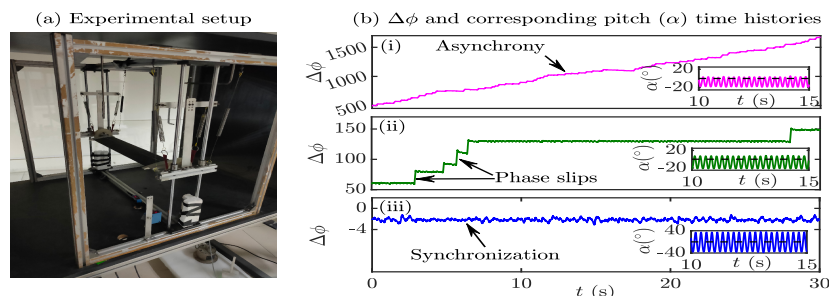 (a) Experimental setup
(b) Δϕ and corresponding pitch (α) time histories
(i)
Asynchrony
Δϕ
1500
1000
500
α(°)
20
-20
10
15
t (s)
(ii)
Phase slips
Δϕ
150
100
50
α(°)
20
-20
10
15
t (s)
(iii)
Synchronization
Δϕ
0
-4
α(°)
40
-40
10
15
t (s)
0
10
20
30
t (s)